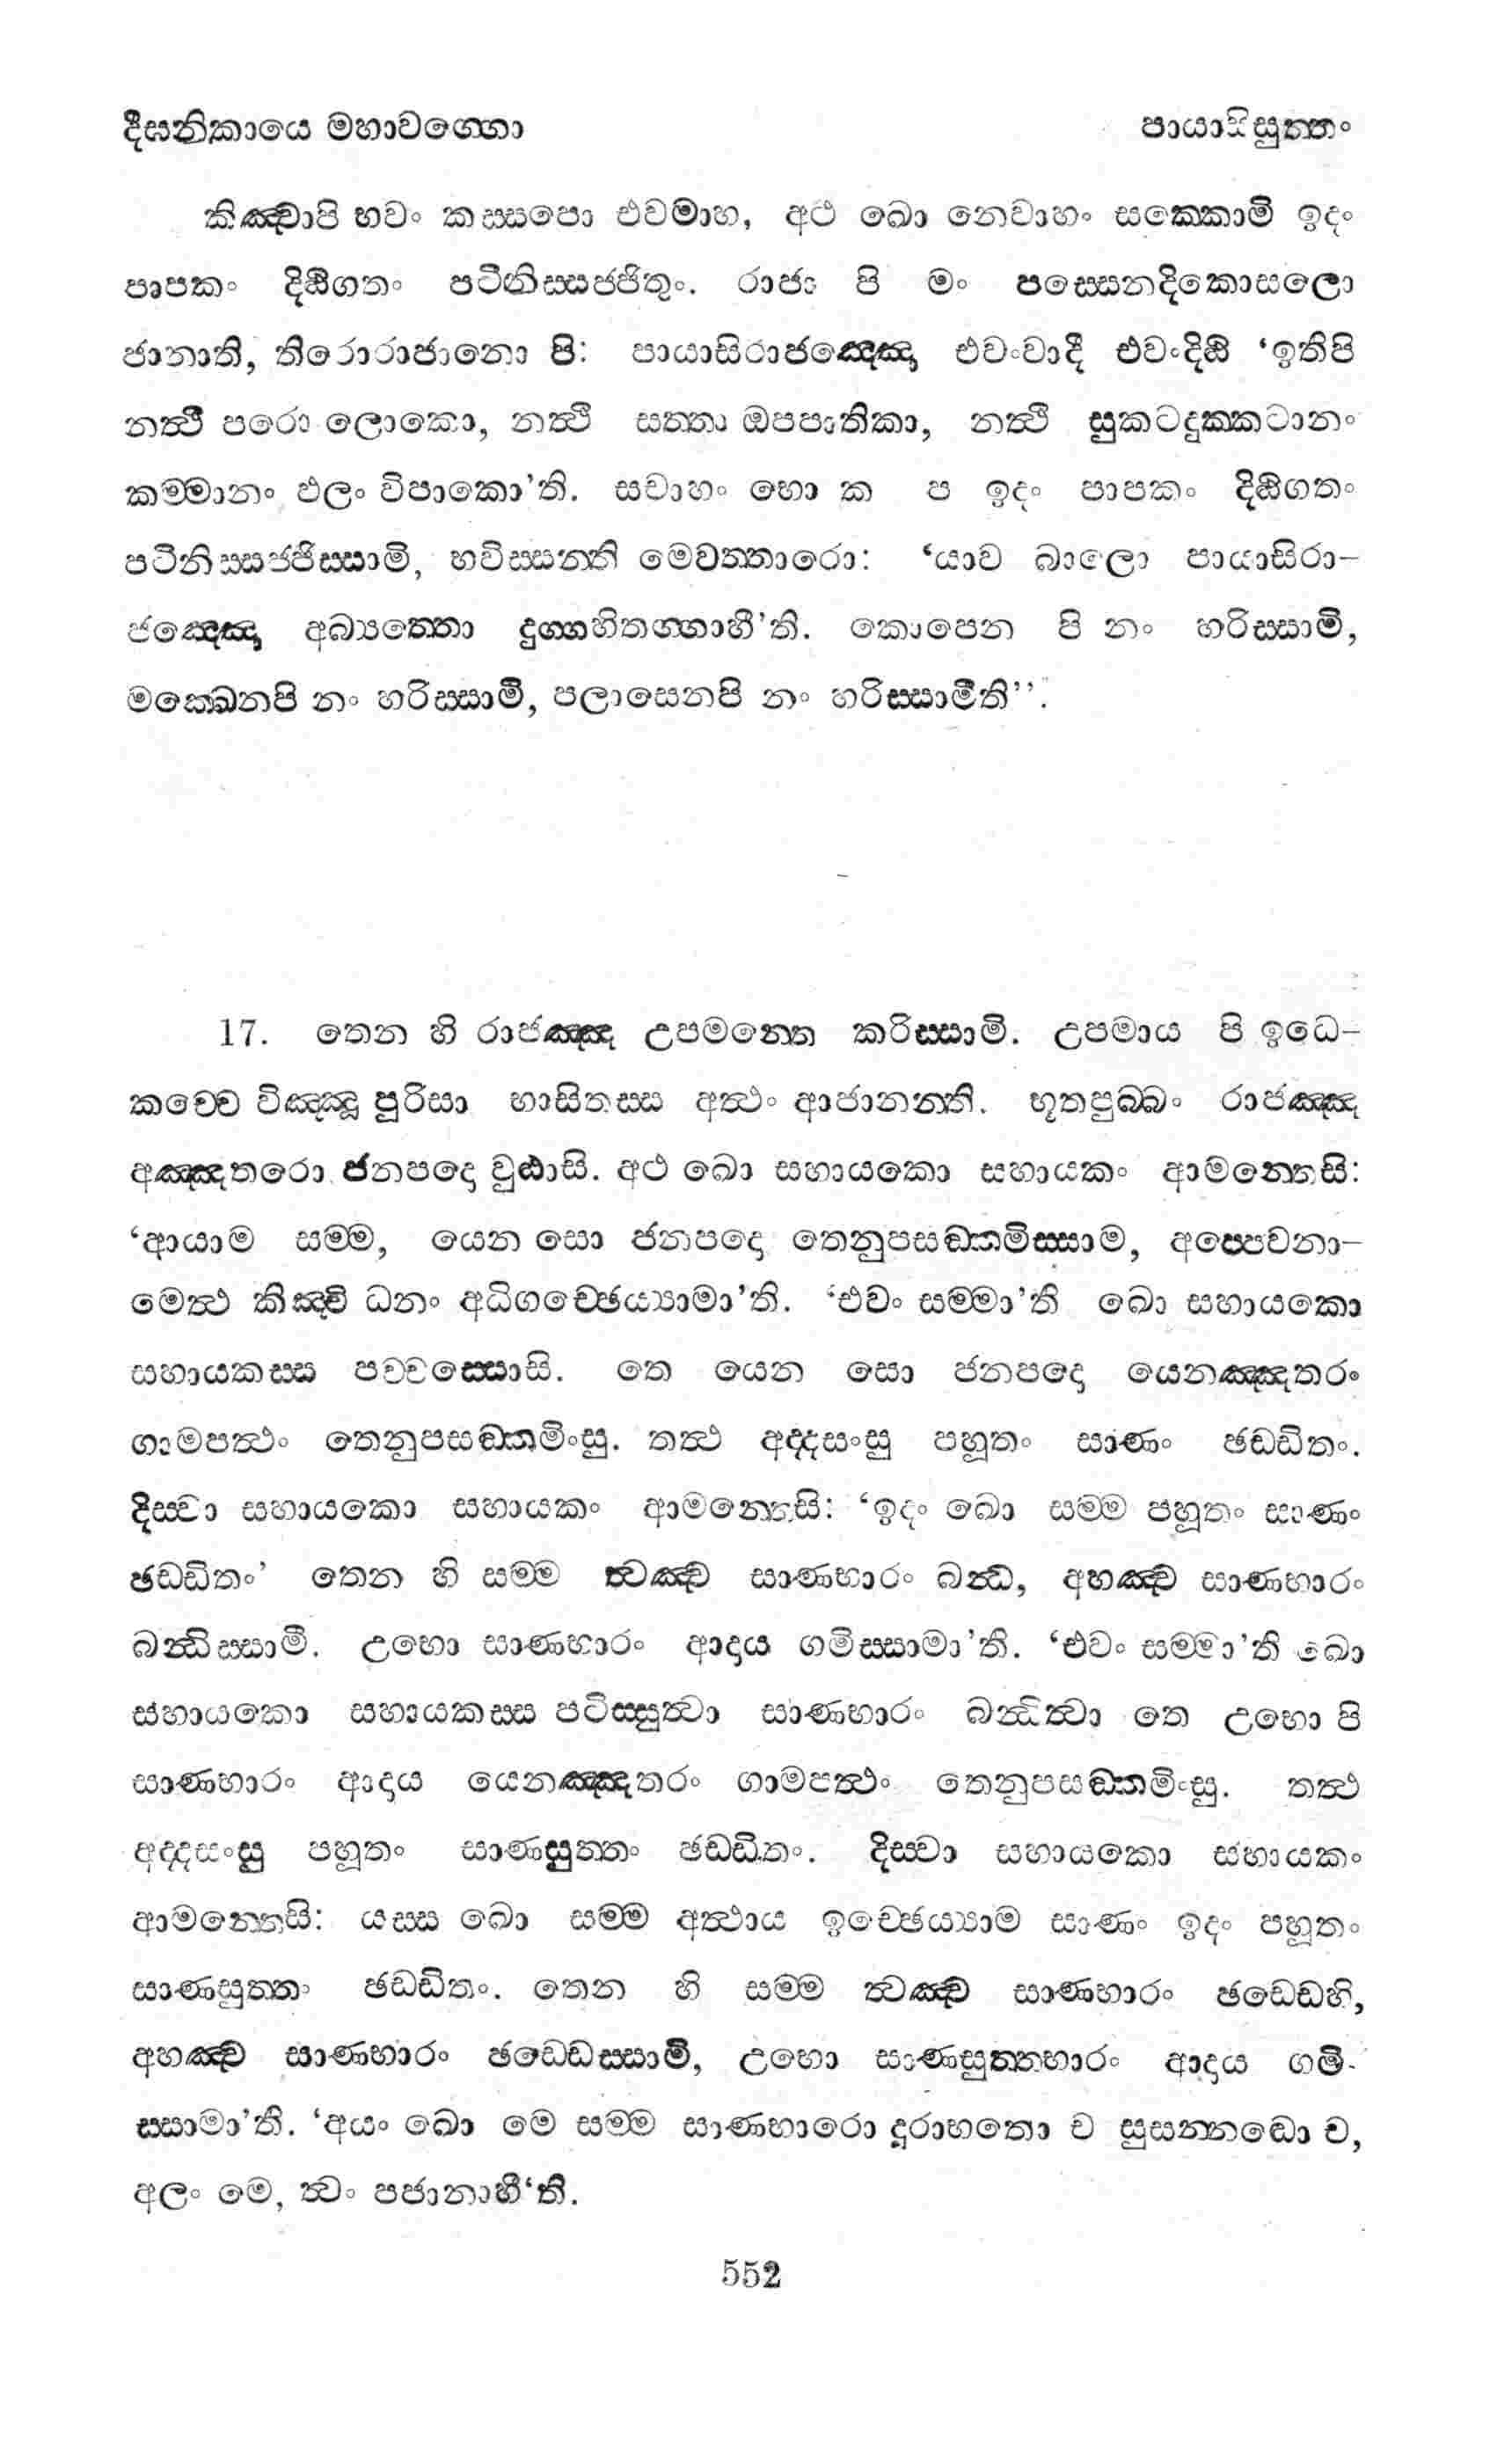 දීඝනිකායෙ මහාවග්ගො පායාසිසුත්තං
කිඤ්චාපි භවං කස්සපො එවමාහ, අථ ඛො නෙවාහං සක්කොමි ඉදං
පාපකං දිට්ඨිගතං පටිනිස්සජ්ජිතුං. රාජා පි මං පස්සෙනදිකොසලො
ජානාති, තිරොරාජානො පි: පායාසිරාජඤ්ඤො එවංවාදී එවංදිට්ඨි ‘ඉතිපි
නත්ථි පරො ලොකො, නත්ථි සත්තා ඔපපාතිකා, නත්ථි සුකටදුක්කටානං
කම්මානං ඵලං විපාකො’ති. සචාහං භො ක ප ඉදං පාපකං දිට්ඨිගතං
පටිනිස්සජ්ජිස්සාමි, භවිස්සන්ති මෙවත්තාරො: ‘යාව බාලො පායාසිරා-
ජඤ්ඤො අබ්‍යත්තො දුග්ගහිතග්ගාහී’ති. කොපෙන පි නං හරිස්සාමි,
මක්ඛෙනපි නං හරිස්සාමි, පලාසෙනපි නං හරිස්සාමීති’’.
17. තෙන හි රාජඤ්ඤ උපමන්තෙ කරිස්සාමි. උපමාය පි ඉධෙ-
කච්චෙ විඤ්ඤූ පූරිසා භාසිතස්ස අත්ථං ආජානන්ති. භූතපුබ්බං රාජඤ්ඤ
අඤ්ඤතරො ජනපදො වුට්ඨාසි. අථ ඛො සහායකො සහායකං ආමන්තෙසි:
‘ආයාම සම්ම, යෙන සො ජනපදො තෙනුපසඞ්කමිස්සාම, අප්පෙවනා-
මෙත්ථ කිඤ්චි ධනං අධිගච්ඡෙය්‍යාමා’ති. ‘එවං සම්මා’ති ඛො සහායකො
සහායකස්ස පච්චස්සොසි. තෙ යෙන සො ජනපදො යෙනඤ්ඤතරං
ගාමපත්ථං තෙනුපසඞ්කමිංසු. තත්ථ අද්දසංසු පහූතං සාණං ඡඩ්ඩිතං.
දිස්වා සහායකො සහායකං ආමන්තෙසි: ‘ඉදං ඛො සම්ම පහූතං සාණං
ඡඩ්ඩිතං’ තෙන හි සම්ම ත්වඤ්ච සාණභාරං බන්ධ, අහඤ්ච සාණභාරං
බන්ධිස්සාමි. උභො සාණභාරං ආදාය ගමිස්සාමා’ති. ‘එවං සම්මා’ති ඛො
සහායකො සහායකස්ස පටිස්සුත්වා සාණභාරං බන්ධිත්වා තෙ උභො පි
සාණභාරං ආදාය යෙනඤ්ඤතරං ගාමපත්ථං තෙනුපසඞ්කමිංසු. තත්ථ
අද්දසංසු පහූතං සාණසුත්තං ඡඩ්ඩිතං. දිස්වා සහායකො සහායකං
ආමන්තෙසි: යස්ස ඛො සම්ම අත්ථාය ඉච්ඡෙය්‍යාම සාණං ඉදං පහූතං
සාණසුත්තං ඡඩ්ඩිතං. තෙන හි සම්ම ත්වඤ්ච සාණභාරං ඡඩ්ඩෙහි,
අහඤ්ච සාණභාරං ඡඩ්ඩෙස්සාමි, උභො සාණසුත්තභාරං ආදාය ගමි-
ස්සාමා’ති. ‘අයං ඛො මෙ සම්ම සාණභාරො දූරාභතො ච සුසන්නද්ධො ච,
අලං මෙ, ත්වං පජානාහී‘ති.
552